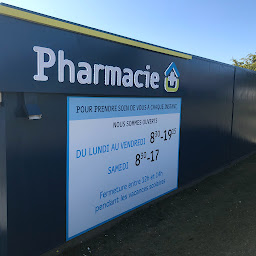 Pharmacie
POUR PRENDRE SOIN DE VOUS À CHAQUE INSTANT
NOUS SOMMES OUVERTS
DU LUNDI AU VENDREDI 8³⁰-19¹⁵
SAMEDI 8³⁰-17
Fermeture entre 12h et 14h
pendant les vacances scolaires